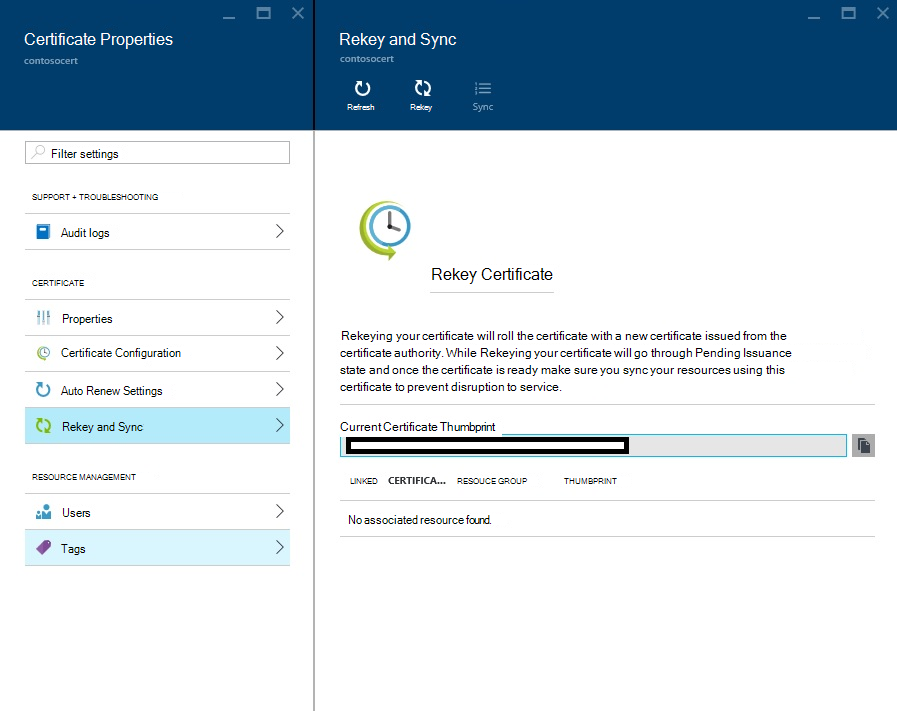 Certificate Properties
contosocert
Filter settings
SUPPORT + TROUBLESHOOTING
Audit logs
CERTIFICATE
Properties
Certificate Configuration
Auto Renew Settings
Rekey and Sync
RESOURCE MANAGEMENT
Users
Tags
Rekey and Sync
contosocert
Refresh
Rekey
Sync
Rekey Certificate
Rekeying your certificate will roll the certificate with a new certificate issued from the
certificate authority. While Rekeying your certificate will go through Pending Issuance
state and once the certificate is ready make sure you sync your resources using this
certificate to prevent disruption to service.
Current Certificate Thumbprint
LINKED CERTIFICA... RESOUCE GROUP THUMBPRINT
No associated resource found.